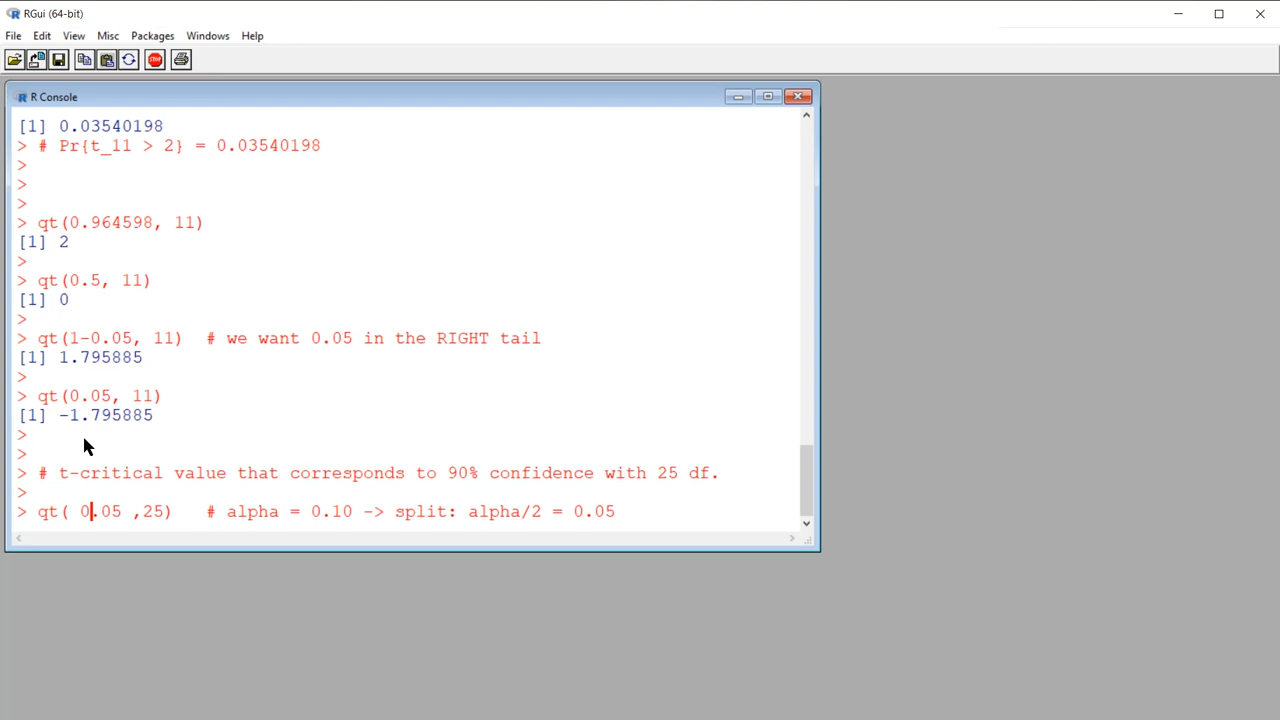 RGui (64-bit)
File Edit View Misc Packages Windows Help
STOP
R Console
[1] 0.03540198
> # Pr{t_11 > 2} = 0.03540198
>
>
>
> qt(0.964598, 11)
[1] 2
>
> qt(0.5, 11)
[1] 0
>
> qt(1-0.05, 11)  # we want 0.05 in the RIGHT tail
[1] 1.795885
>
> qt(0.05, 11)
[1] -1.795885
>
>
> # t-critical value that corresponds to 90% confidence with 25 df.
>
> qt( 0.05 ,25)   # alpha = 0.10 -> split: alpha/2 = 0.05